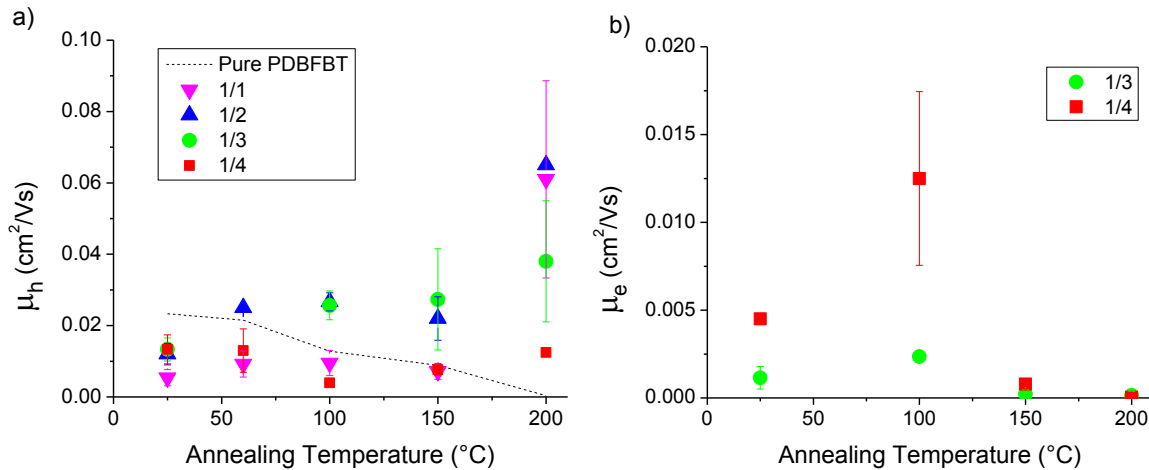 a)
μh (cm²/Vs)
0.10
0.08
0.06
0.04
0.02
0.00
Pure PDBFBT
1/1
1/2
1/3
1/4
0 50 100 150 200
Annealing Temperature (°C)
b)
μe (cm²/Vs)
0.020
0.015
0.010
0.005
0.000
1/3
1/4
0 50 100 150 200
Annealing Temperature (°C)